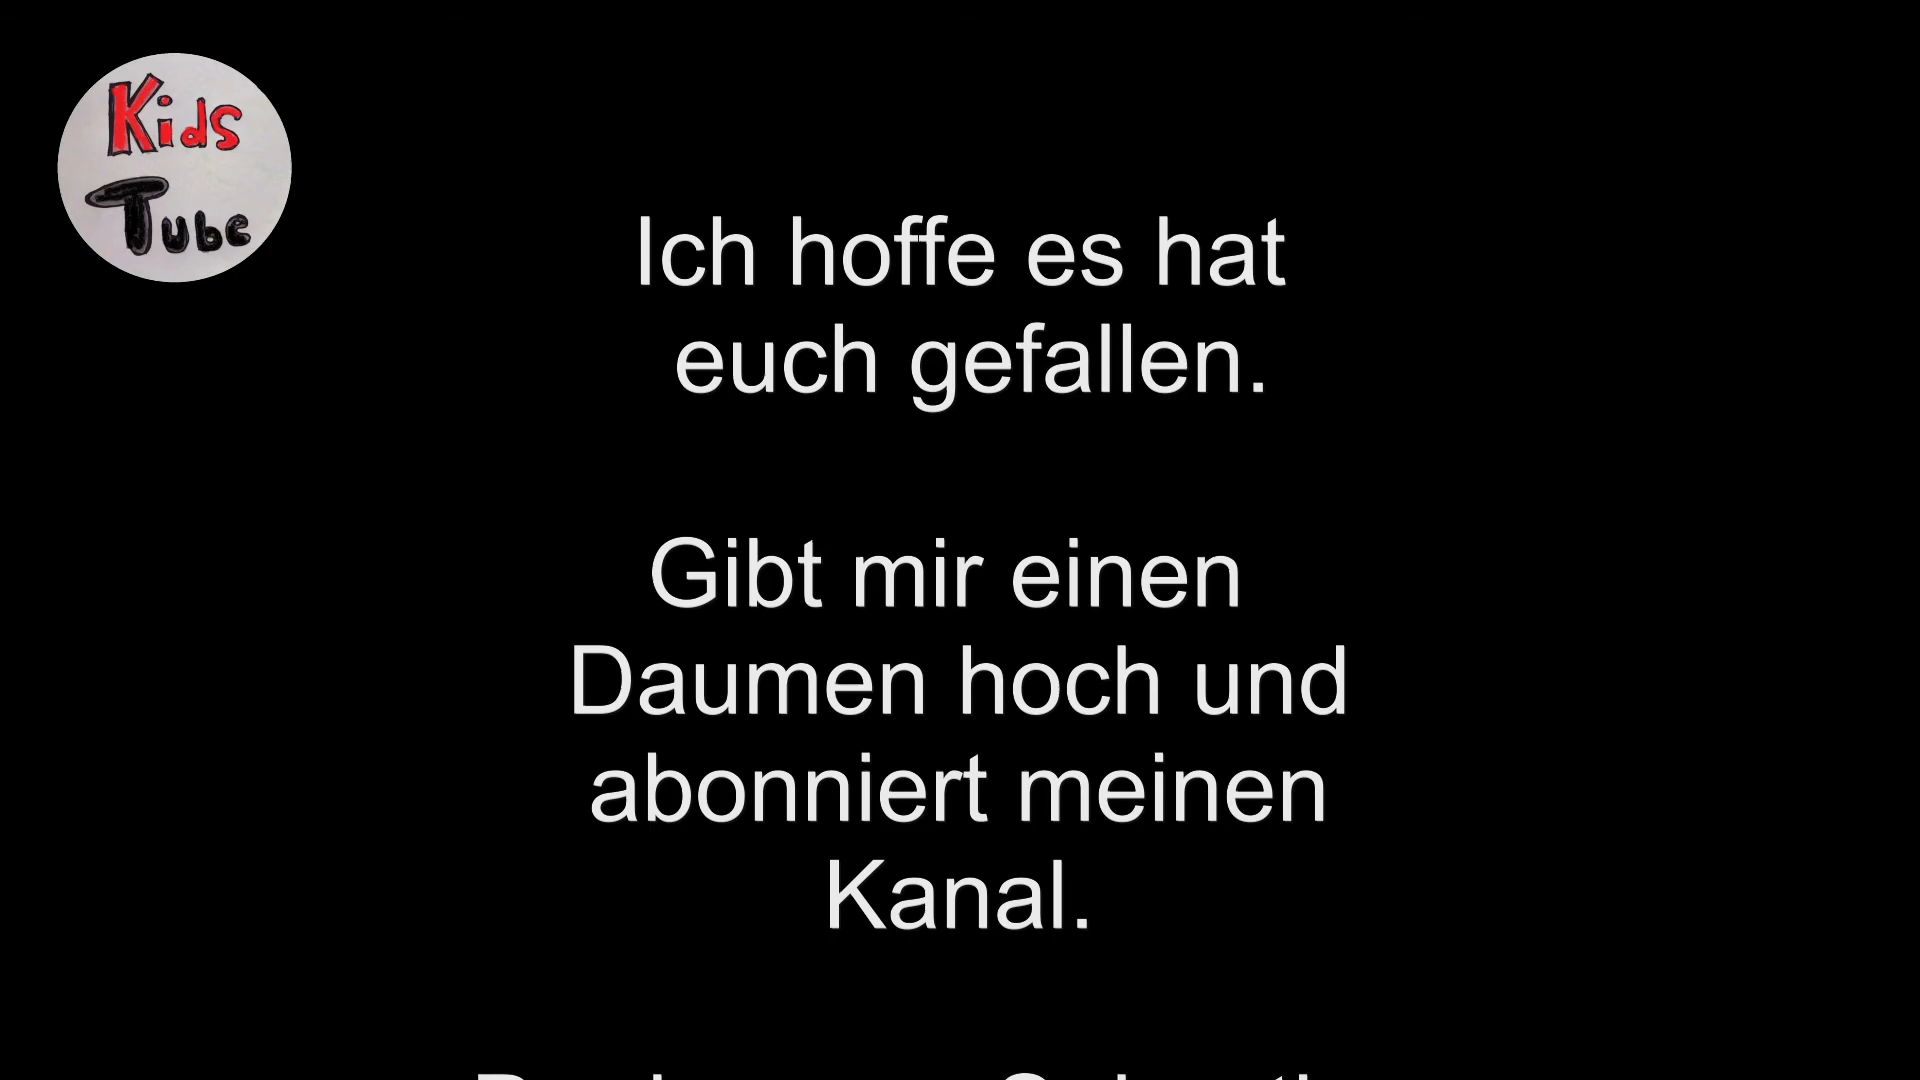 Kids
Tube
Ich hoffe es hat
euch gefallen.
Gibt mir einen
Daumen hoch und
abonniert meinen
Kanal.